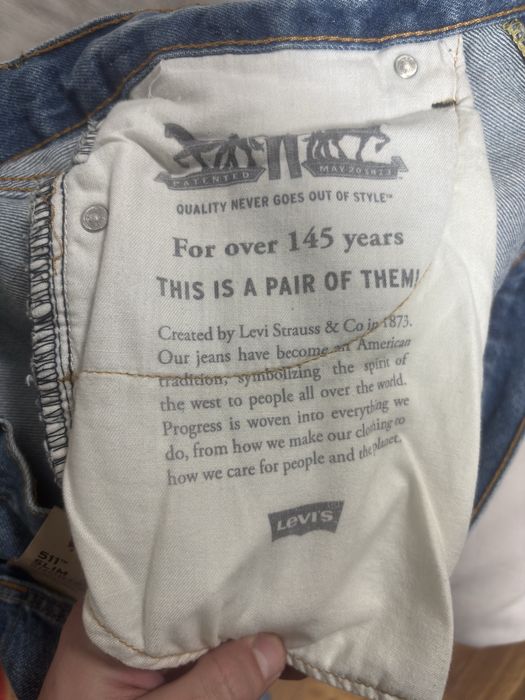 PATENTED
MAY 20 1873
QUALITY NEVER GOES OUT OF STYLE™
For over 145 years
THIS IS A PAIR OF THEM!
Created by Levi Strauss & Co in 1873.
Our jeans have become an American
tradition, symbolizing the spirit of
the west to people all over the world.
Progress is woven into everything we
do, from how we make our clothing to
how we care for people and the planet.
LEVI'S
511™
SLIM